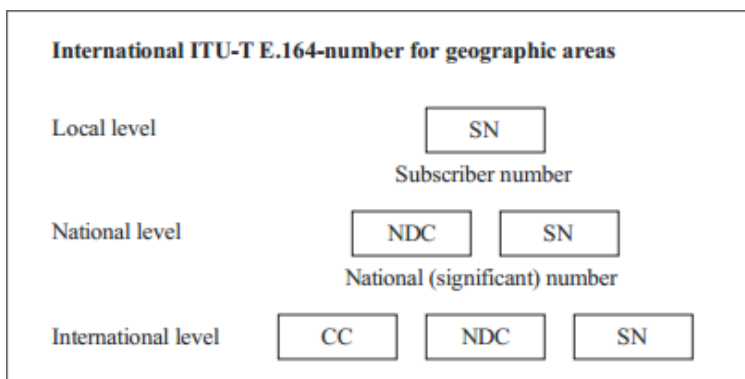 International ITU-T E.164-number for geographic areas
Local level SN
Subscriber number
National level NDC SN
National (significant) number
International level CC NDC SN